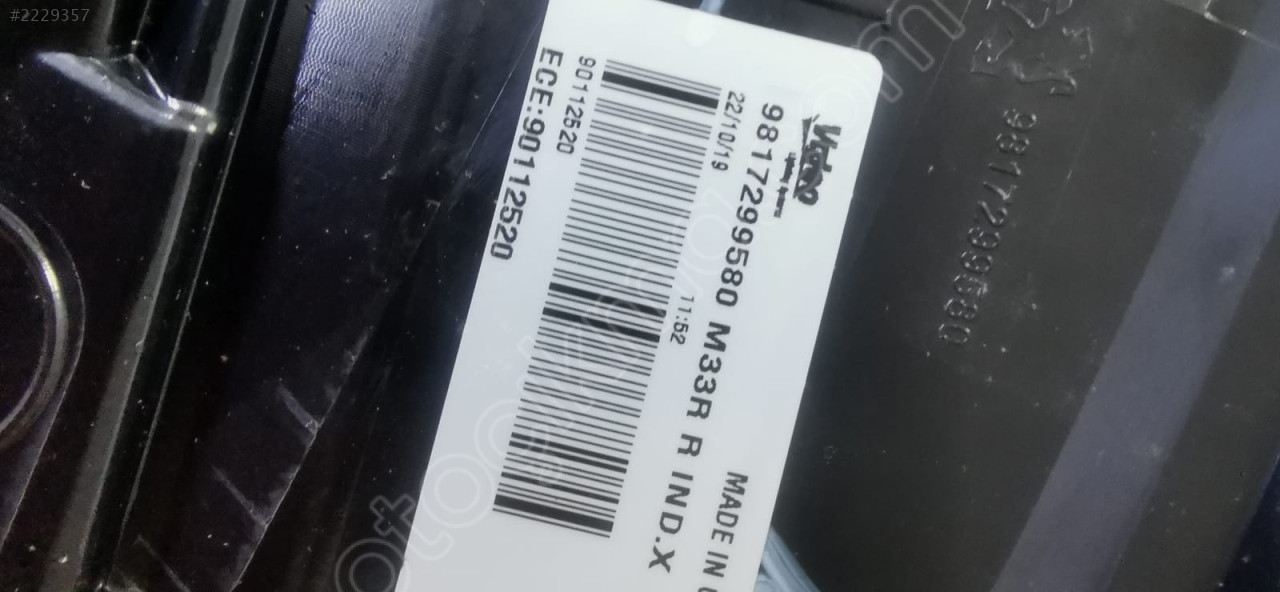 #2229357
Valeo
9817299580 M33R R IND.X
22/10/19 11:52
MADE IN
90112520
ECE:90112520
9817299580